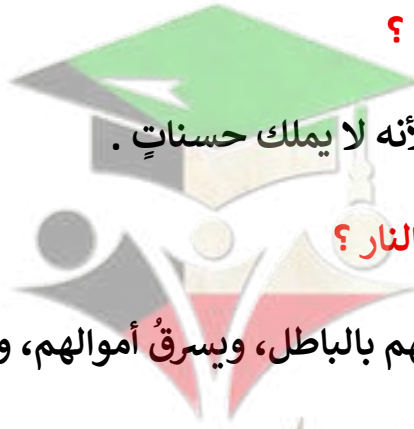 ؟
لأنه لا يملك حسناتٍ .
النار ؟
هم بالباطل، ويسرقُ أموالهم، و